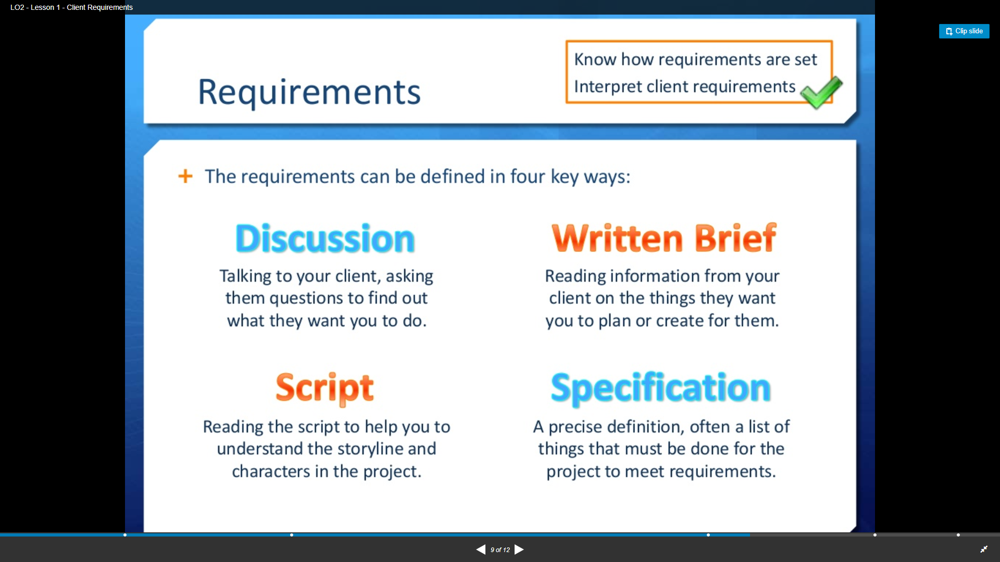 LO2 - Lesson 1 - Client Requirements
Clip slide
Know how requirements are set
Interpret client requirements
Requirements
+ The requirements can be defined in four key ways:
Discussion
Talking to your client, asking
them questions to find out
what they want you to do.
Written Brief
Reading information from your
client on the things they want
you to plan or create for them.
Script
Reading the script to help you to
understand the storyline and
characters in the project.
Specification
A precise definition, often a list of
things that must be done for the
project to meet requirements.
9 of 12